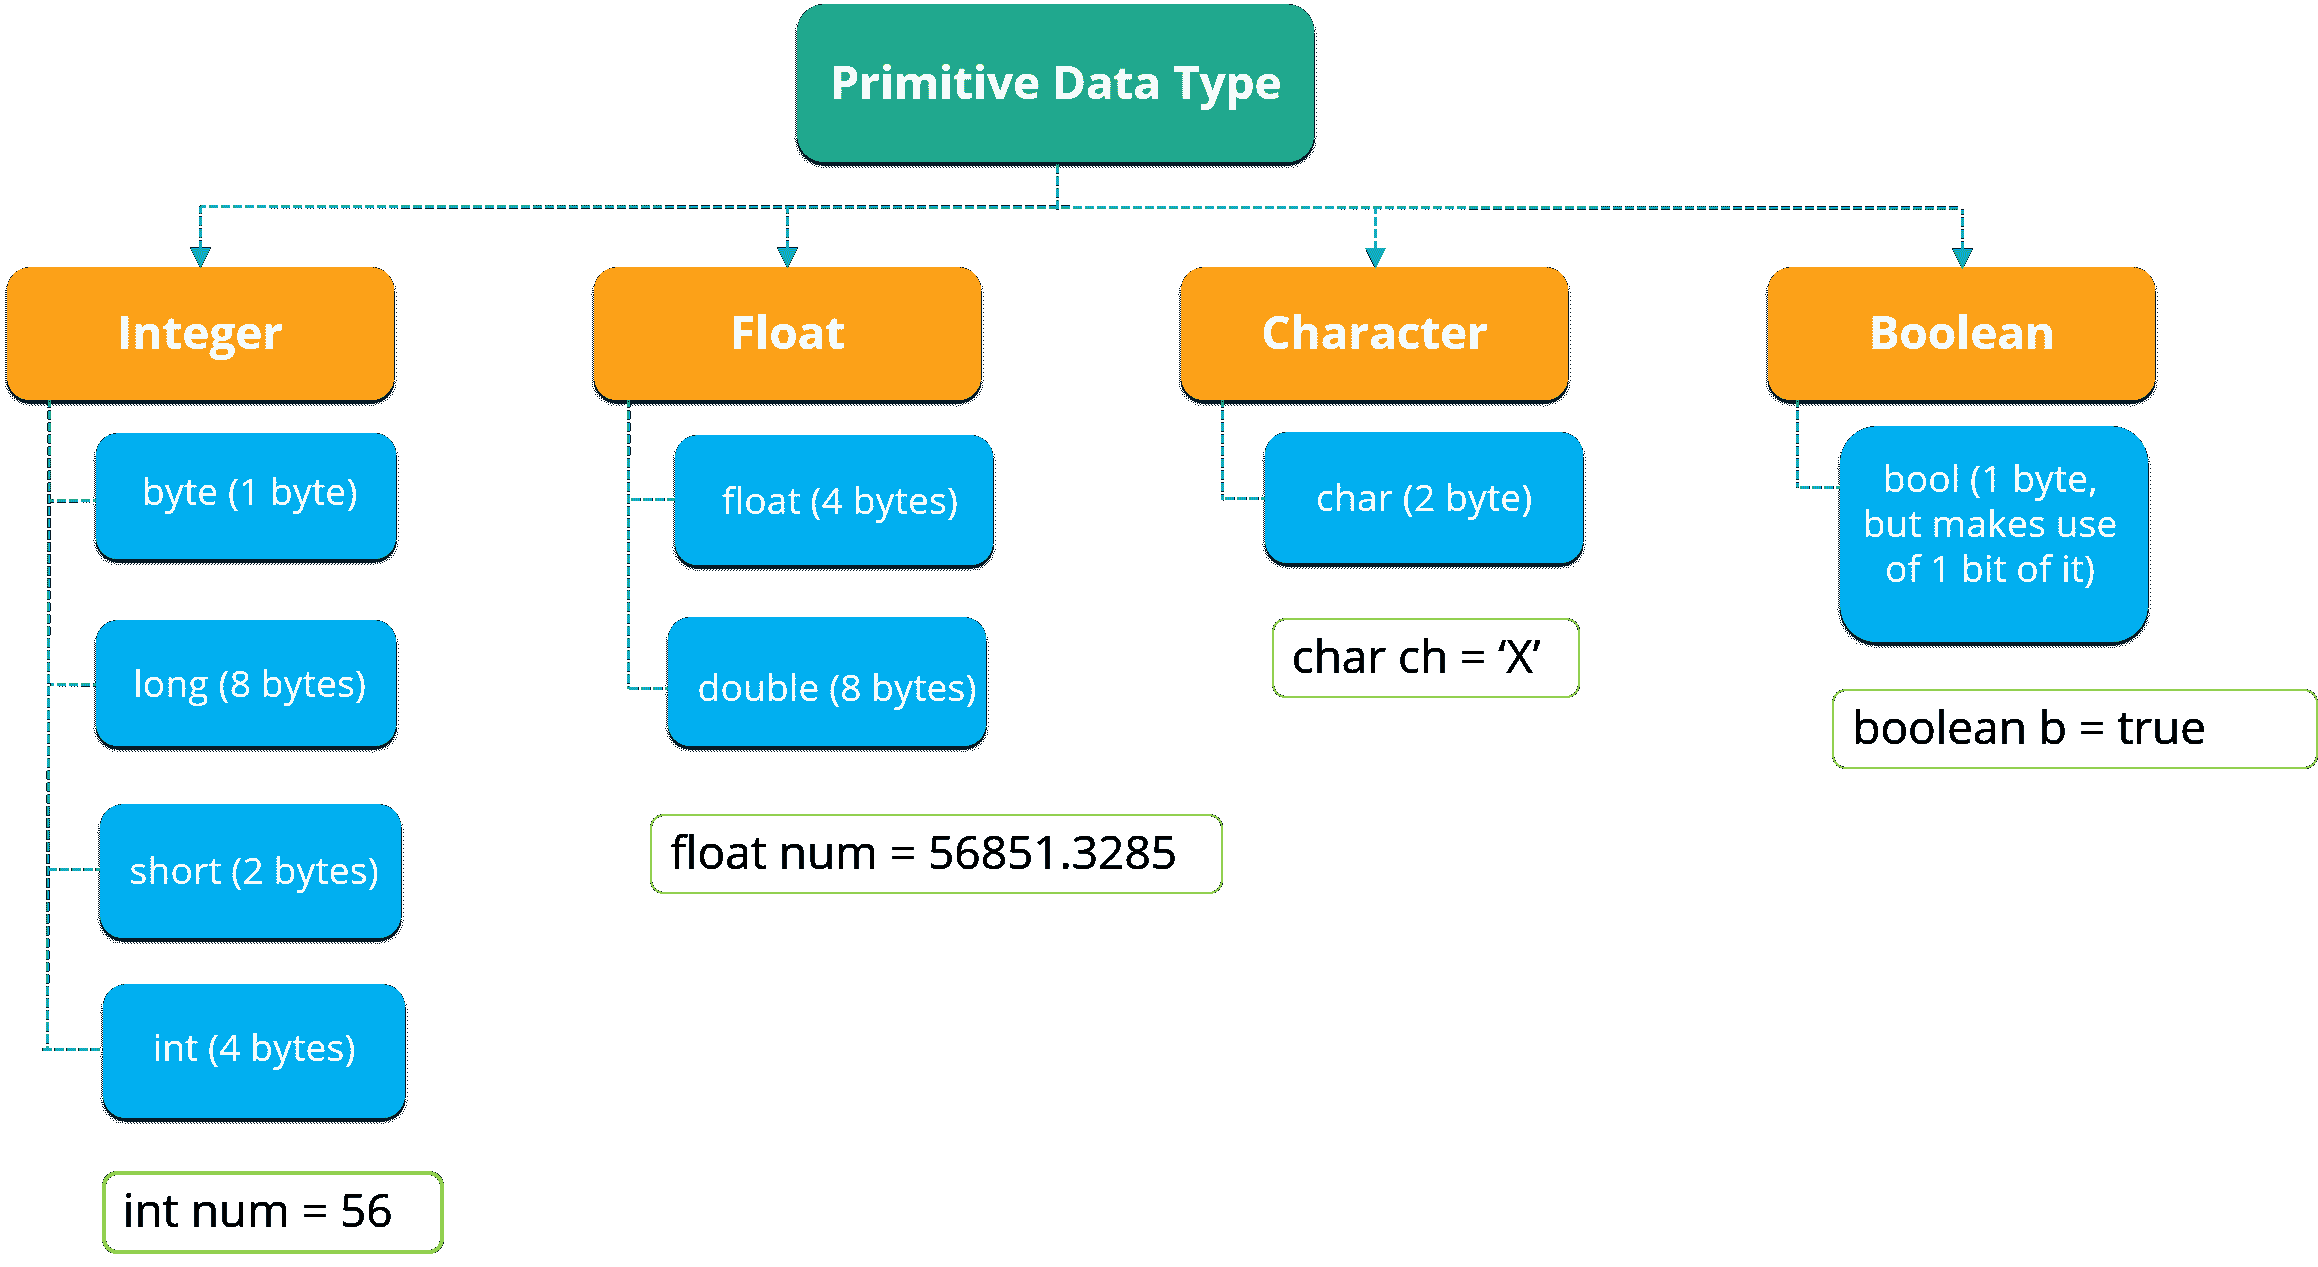 Primitive Data Type
Integer
byte (1 byte)
long (8 bytes)
short (2 bytes)
int (4 bytes)
int num = 56
Float
float (4 bytes)
double (8 bytes)
float num = 56851.3285
Character
char (2 byte)
char ch = ‘X’
Boolean
bool (1 byte,
but makes use
of 1 bit of it)
boolean b = true